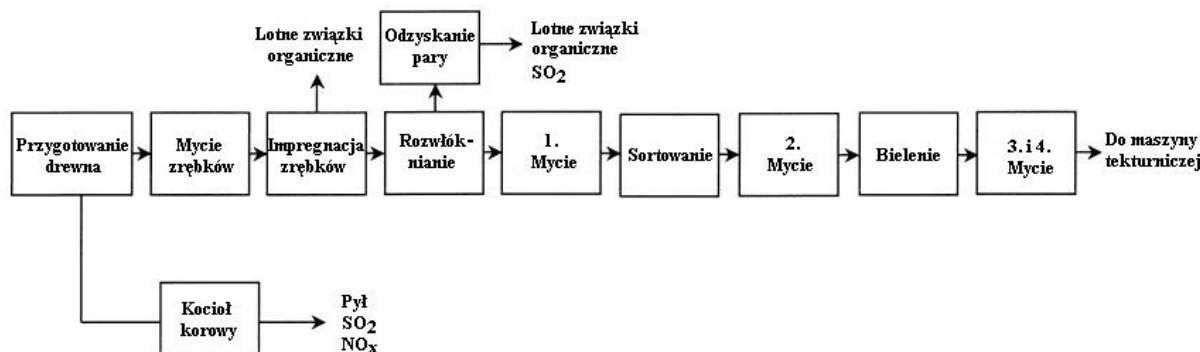 Lotne związki
organiczne
Odzyskanie
pary
Lotne związki
organiczne
SO2
Przygotowanie
drewna
Mycie
zrębków
Impregnacja
zrębków
Rozwłók-
nianie
1.
Mycie
Sortowanie
2.
Mycie
Bielenie
3. i 4.
Mycie
Do maszyny
tekturniczej
Kocioł
korowy
Pył
SO2
NOx